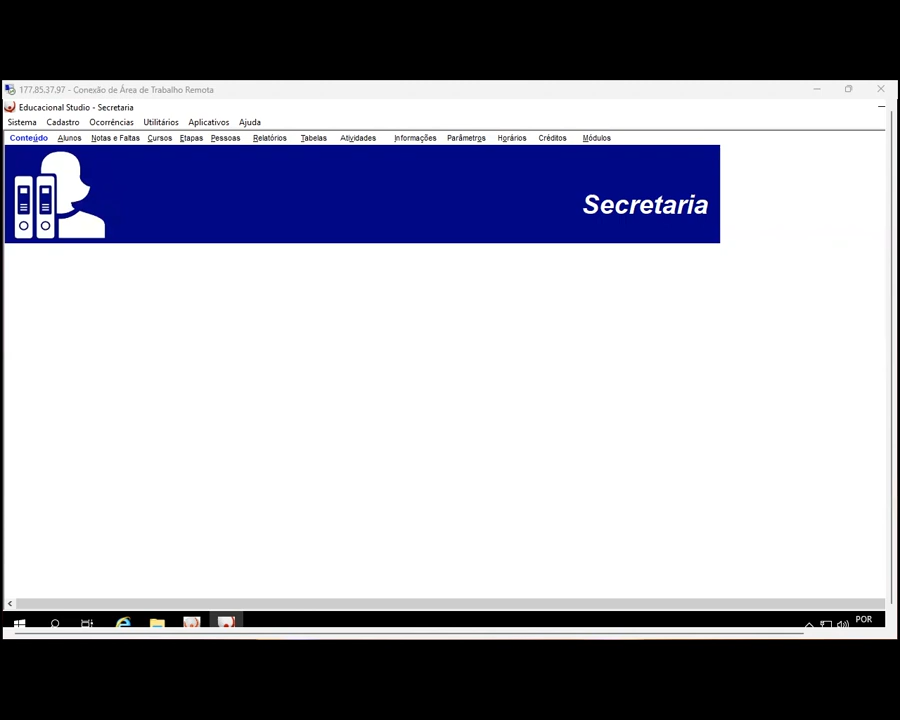 177.85.37.97 - Conexão de Área de Trabalho Remota
Educacional Studio - Secretaria
Sistema Cadastro Ocorrências Utilitários Aplicativos Ajuda
Conteúdo Alunos Notas e Faltas Cursos Etapas Pessoas Relatórios Tabelas Atividades Informações Parâmetros Horários Créditos Módulos
Secretaria
POR